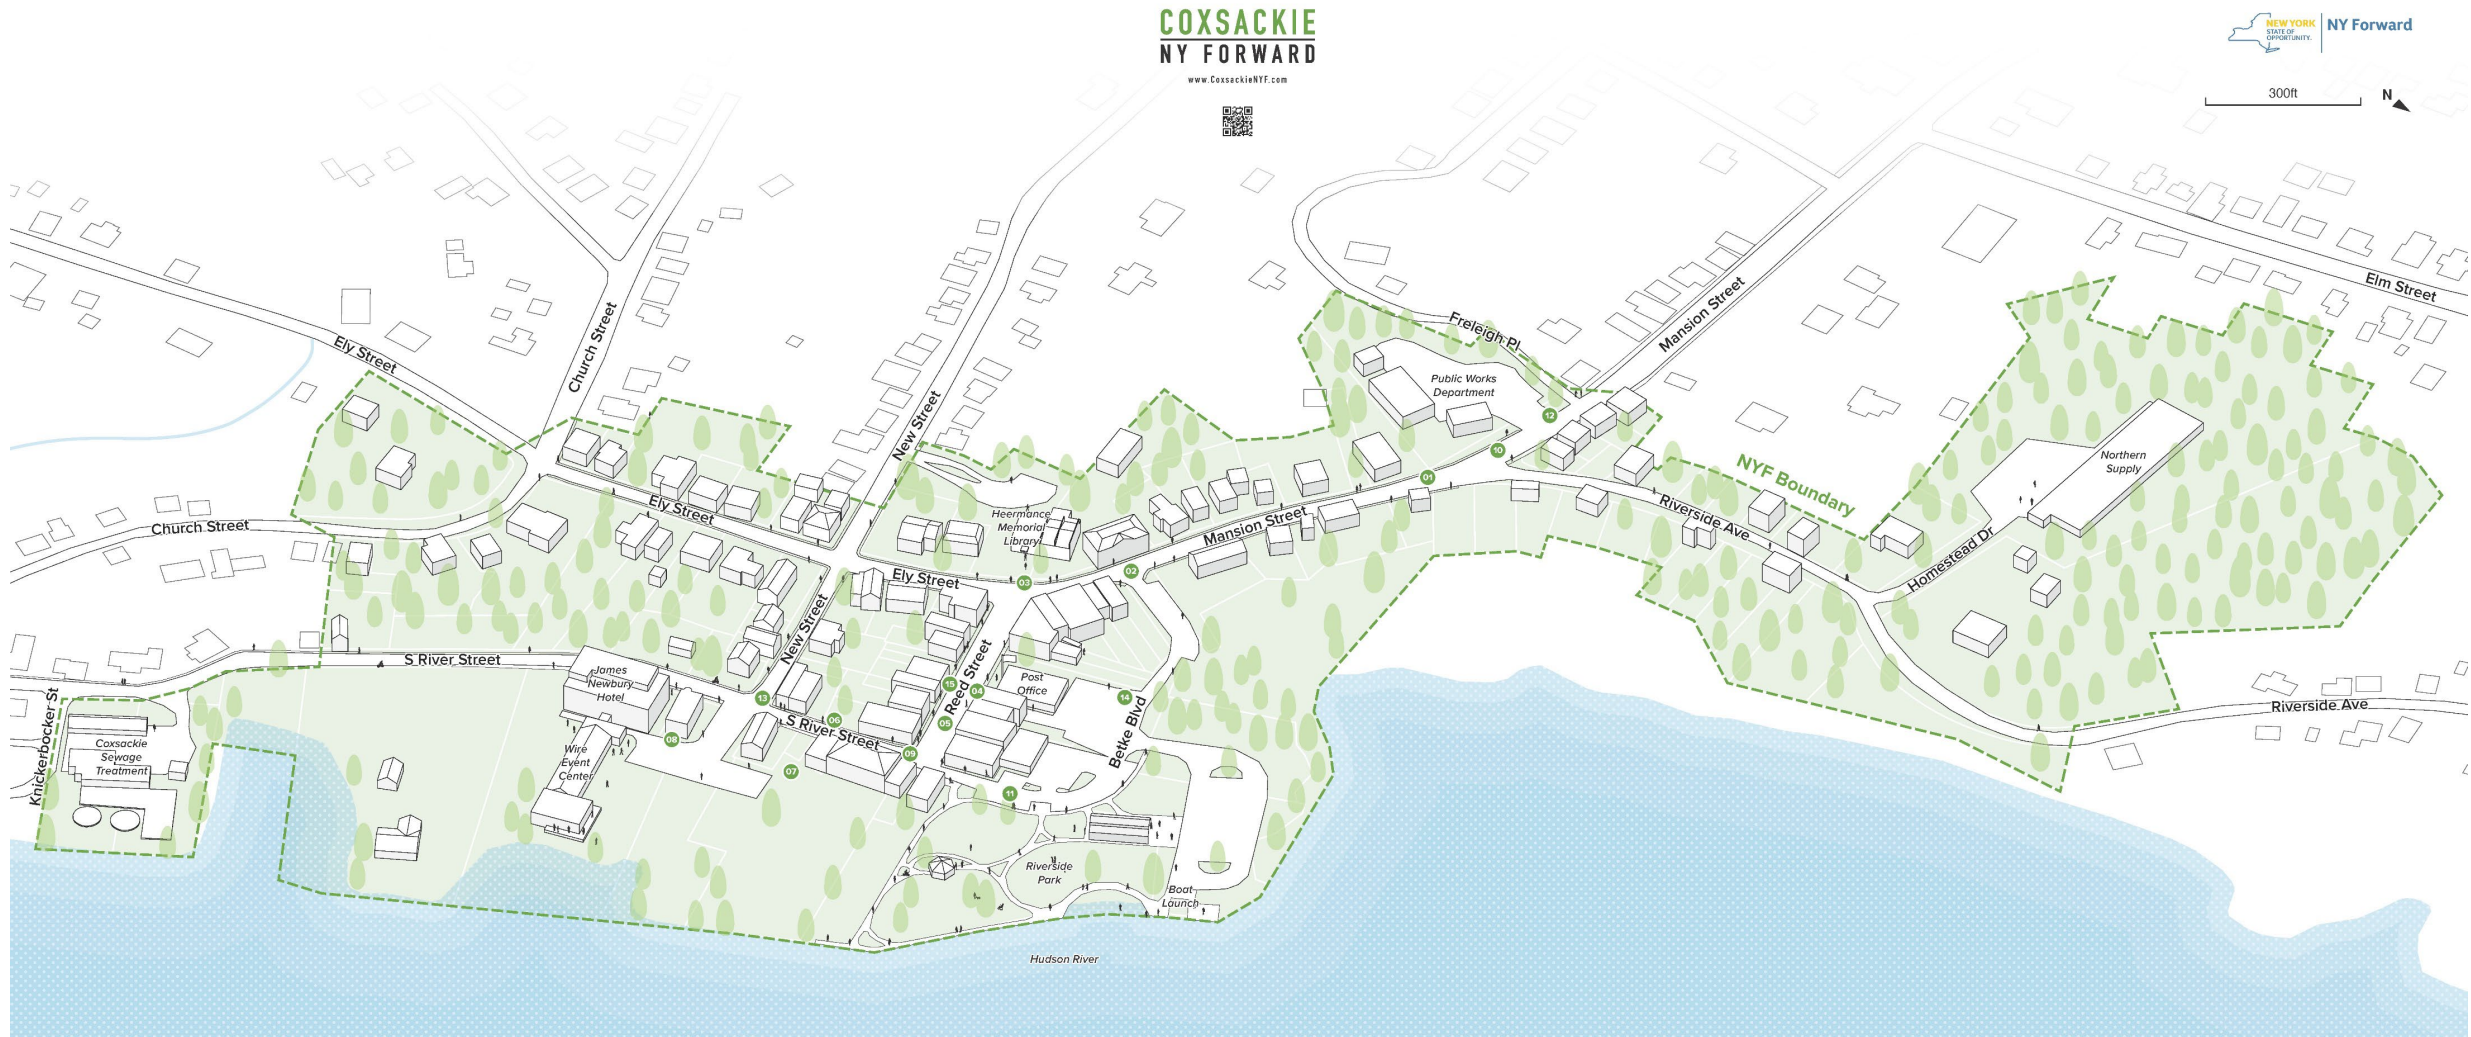 COXSACKIE
NY FORWARD
www.CoxsackieNYF.com
NEW YORK
STATE OF
OPPORTUNITY.
NY Forward
300ft
N
Elm Street
Freleigh Pl
Mansion Street
Church Street
Ely Street
Public Works
Department
New Street
12
10
Northern
Supply
NYF Boundary
01
Ely Street
Heermance
Memorial
Library
Mansion Street
Riverside Ave
Church Street
Homestead Dr
Ely Street
03
02
New Street
S River Street
James
Newbury
Hotel
Reed Street
Post
Office
15
04
14
13
Knickerbocker St
Riverside Ave
06
05
S River Street
Betke Blvd
08
Coxsackie
Sewage
Treatment
Wire
Event
Center
09
07
11
Riverside
Park
Boat
Launch
Hudson River